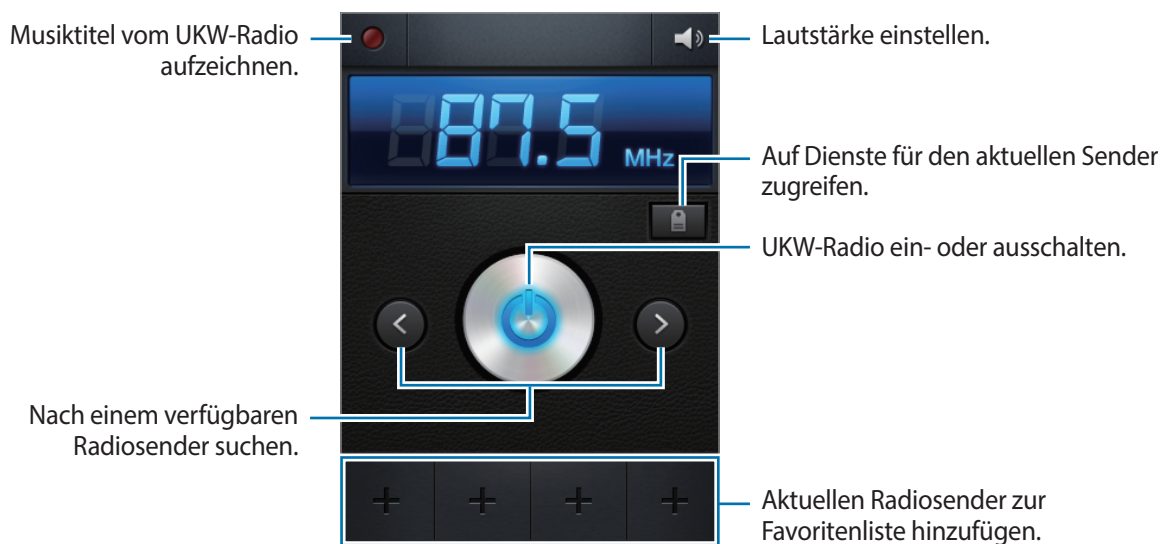 Musiktitel vom UKW-Radio
aufzeichnen.
Lautstärke einstellen.
87.5 MHz
Auf Dienste für den aktuellen Sender
zugreifen.
UKW-Radio ein- oder ausschalten.
Nach einem verfügbaren
Radiosender suchen.
+ + + +
Aktuellen Radiosender zur
Favoritenliste hinzufügen.